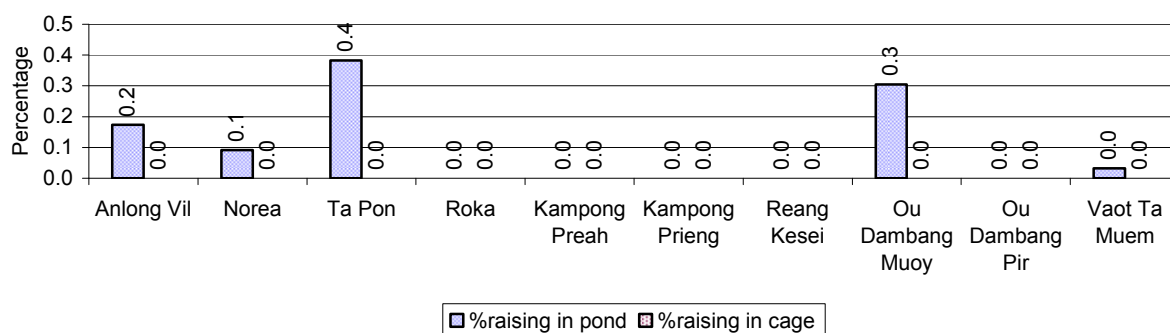 Percentage
0.5
0.4
0.3
0.2
0.1
0.0
0.2 0.0 0.1 0.0 0.4 0.0 0.0 0.0 0.0 0.0 0.0 0.0 0.0 0.0 0.3 0.0 0.0 0.0 0.0 0.0
Anlong Vil Norea Ta Pon Roka Kampong Preah Kampong Prieng Reang Kesei Ou Dambang Muoy Ou Dambang Pir Vaot Ta Muem
%raising in pond %raising in cage